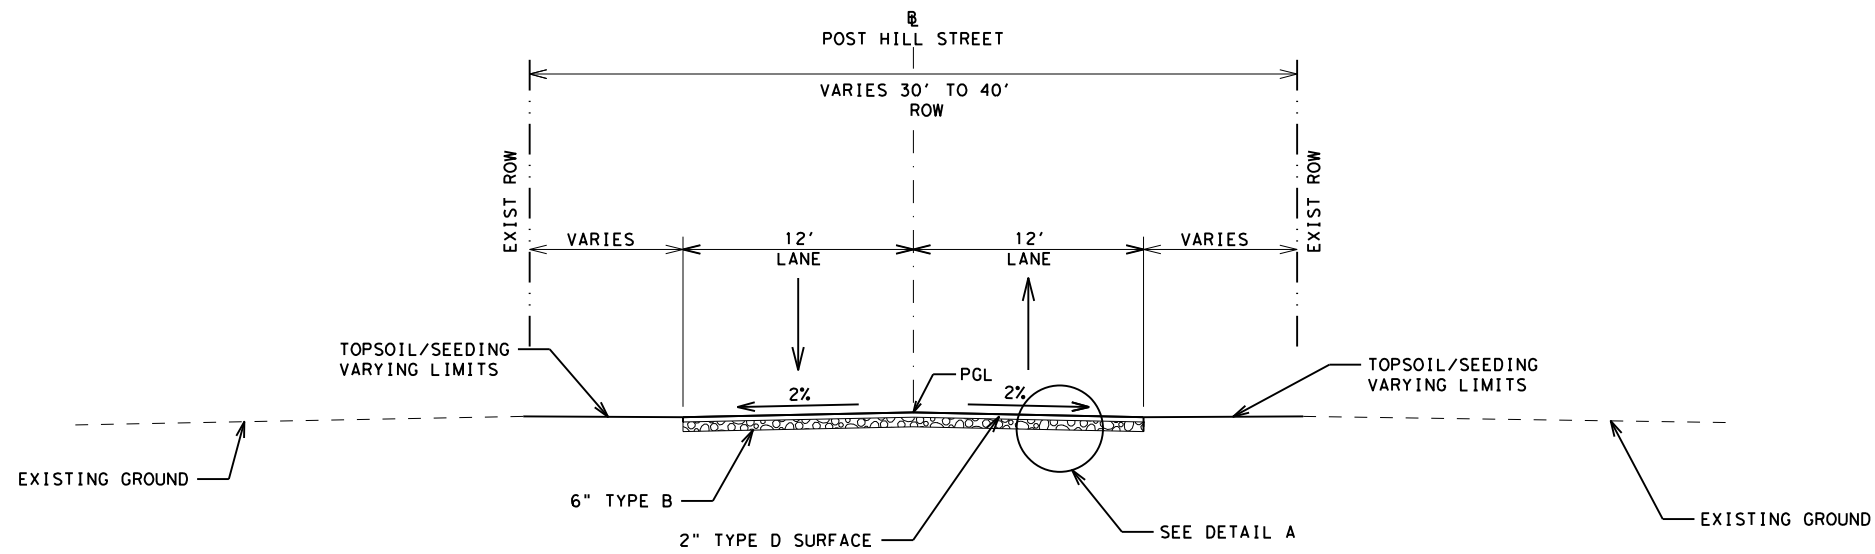 B
POST HILL STREET
VARIES 30' TO 40'
ROW
EXIST ROW
EXIST ROW
VARIES
12'
LANE
12'
LANE
VARIES
TOPSOIL/SEEDING
VARYING LIMITS
2%
PGL
2%
TOPSOIL/SEEDING
VARYING LIMITS
EXISTING GROUND
6" TYPE B
2" TYPE D SURFACE
SEE DETAIL A
EXISTING GROUND